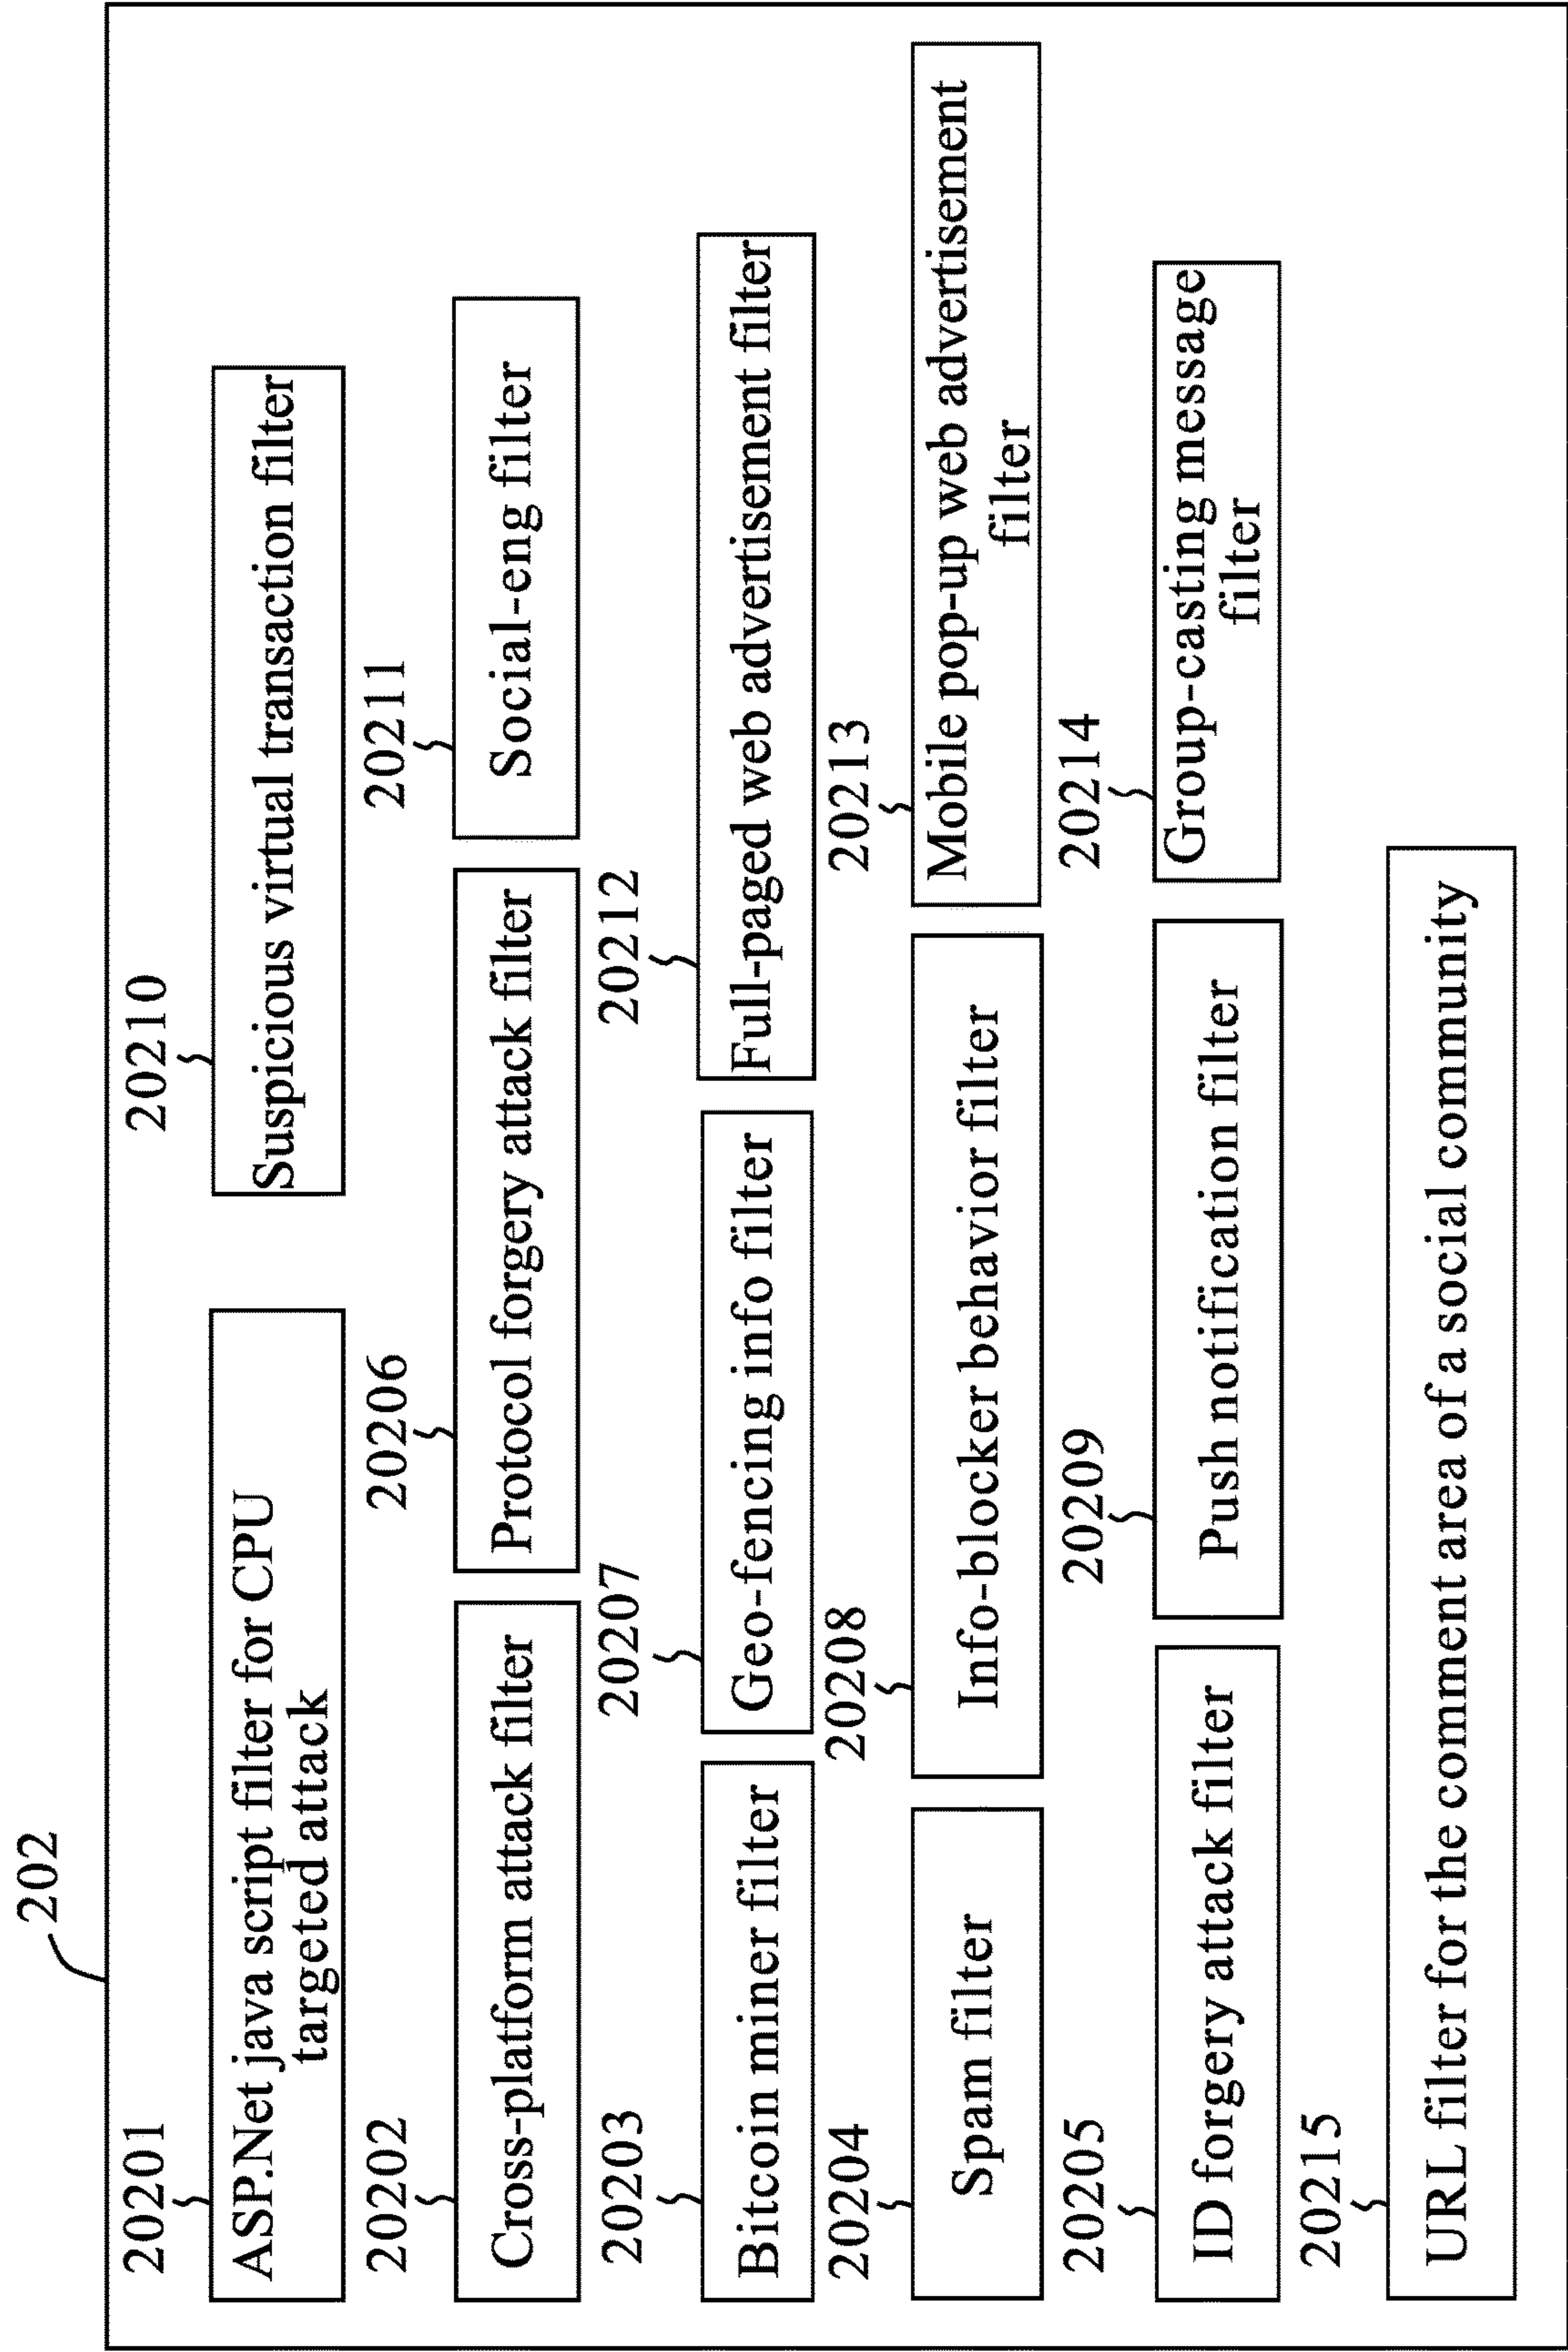 202
20201
20210
ASP.Net java script filter for CPU
targeted attack
Suspicious virtual transaction filter
20202
20206
20211
Cross-platform attack filter
Protocol forgery attack filter
Social-eng filter
20203
20207
20212
Bitcoin miner filter
Geo-fencing info filter
Full-paged web advertisement filter
20204
20208
20213
Spam filter
Info-blocker behavior filter
Mobile pop-up web advertisement
filter
20205
20209
20214
ID forgery attack filter
Push notification filter
Group-casting message
filter
20215
URL filter for the comment area of a social community